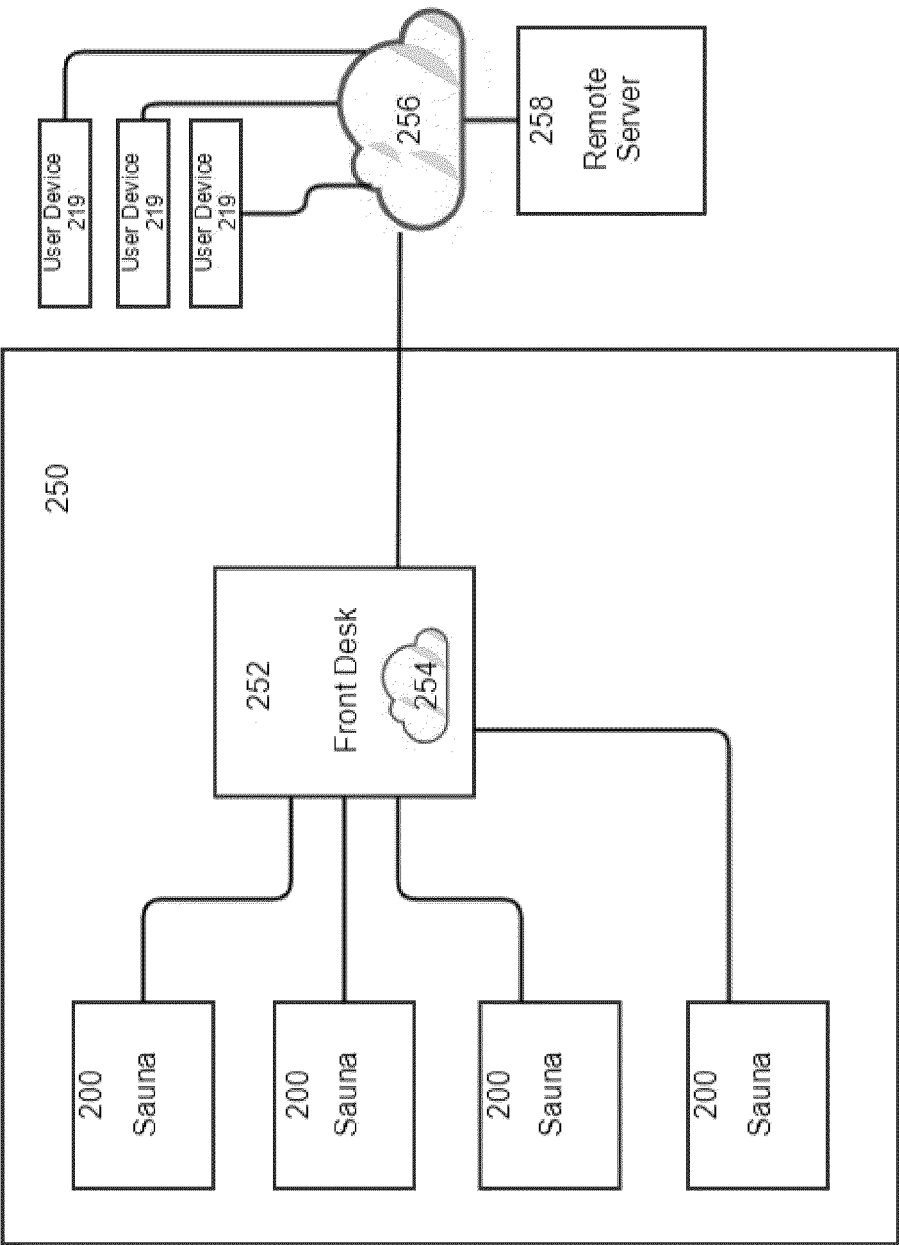 200
Sauna
200
Sauna
200
Sauna
200
Sauna
252
Front Desk
254
250
User Device
219
User Device
219
User Device
219
256
258
Remote
Server